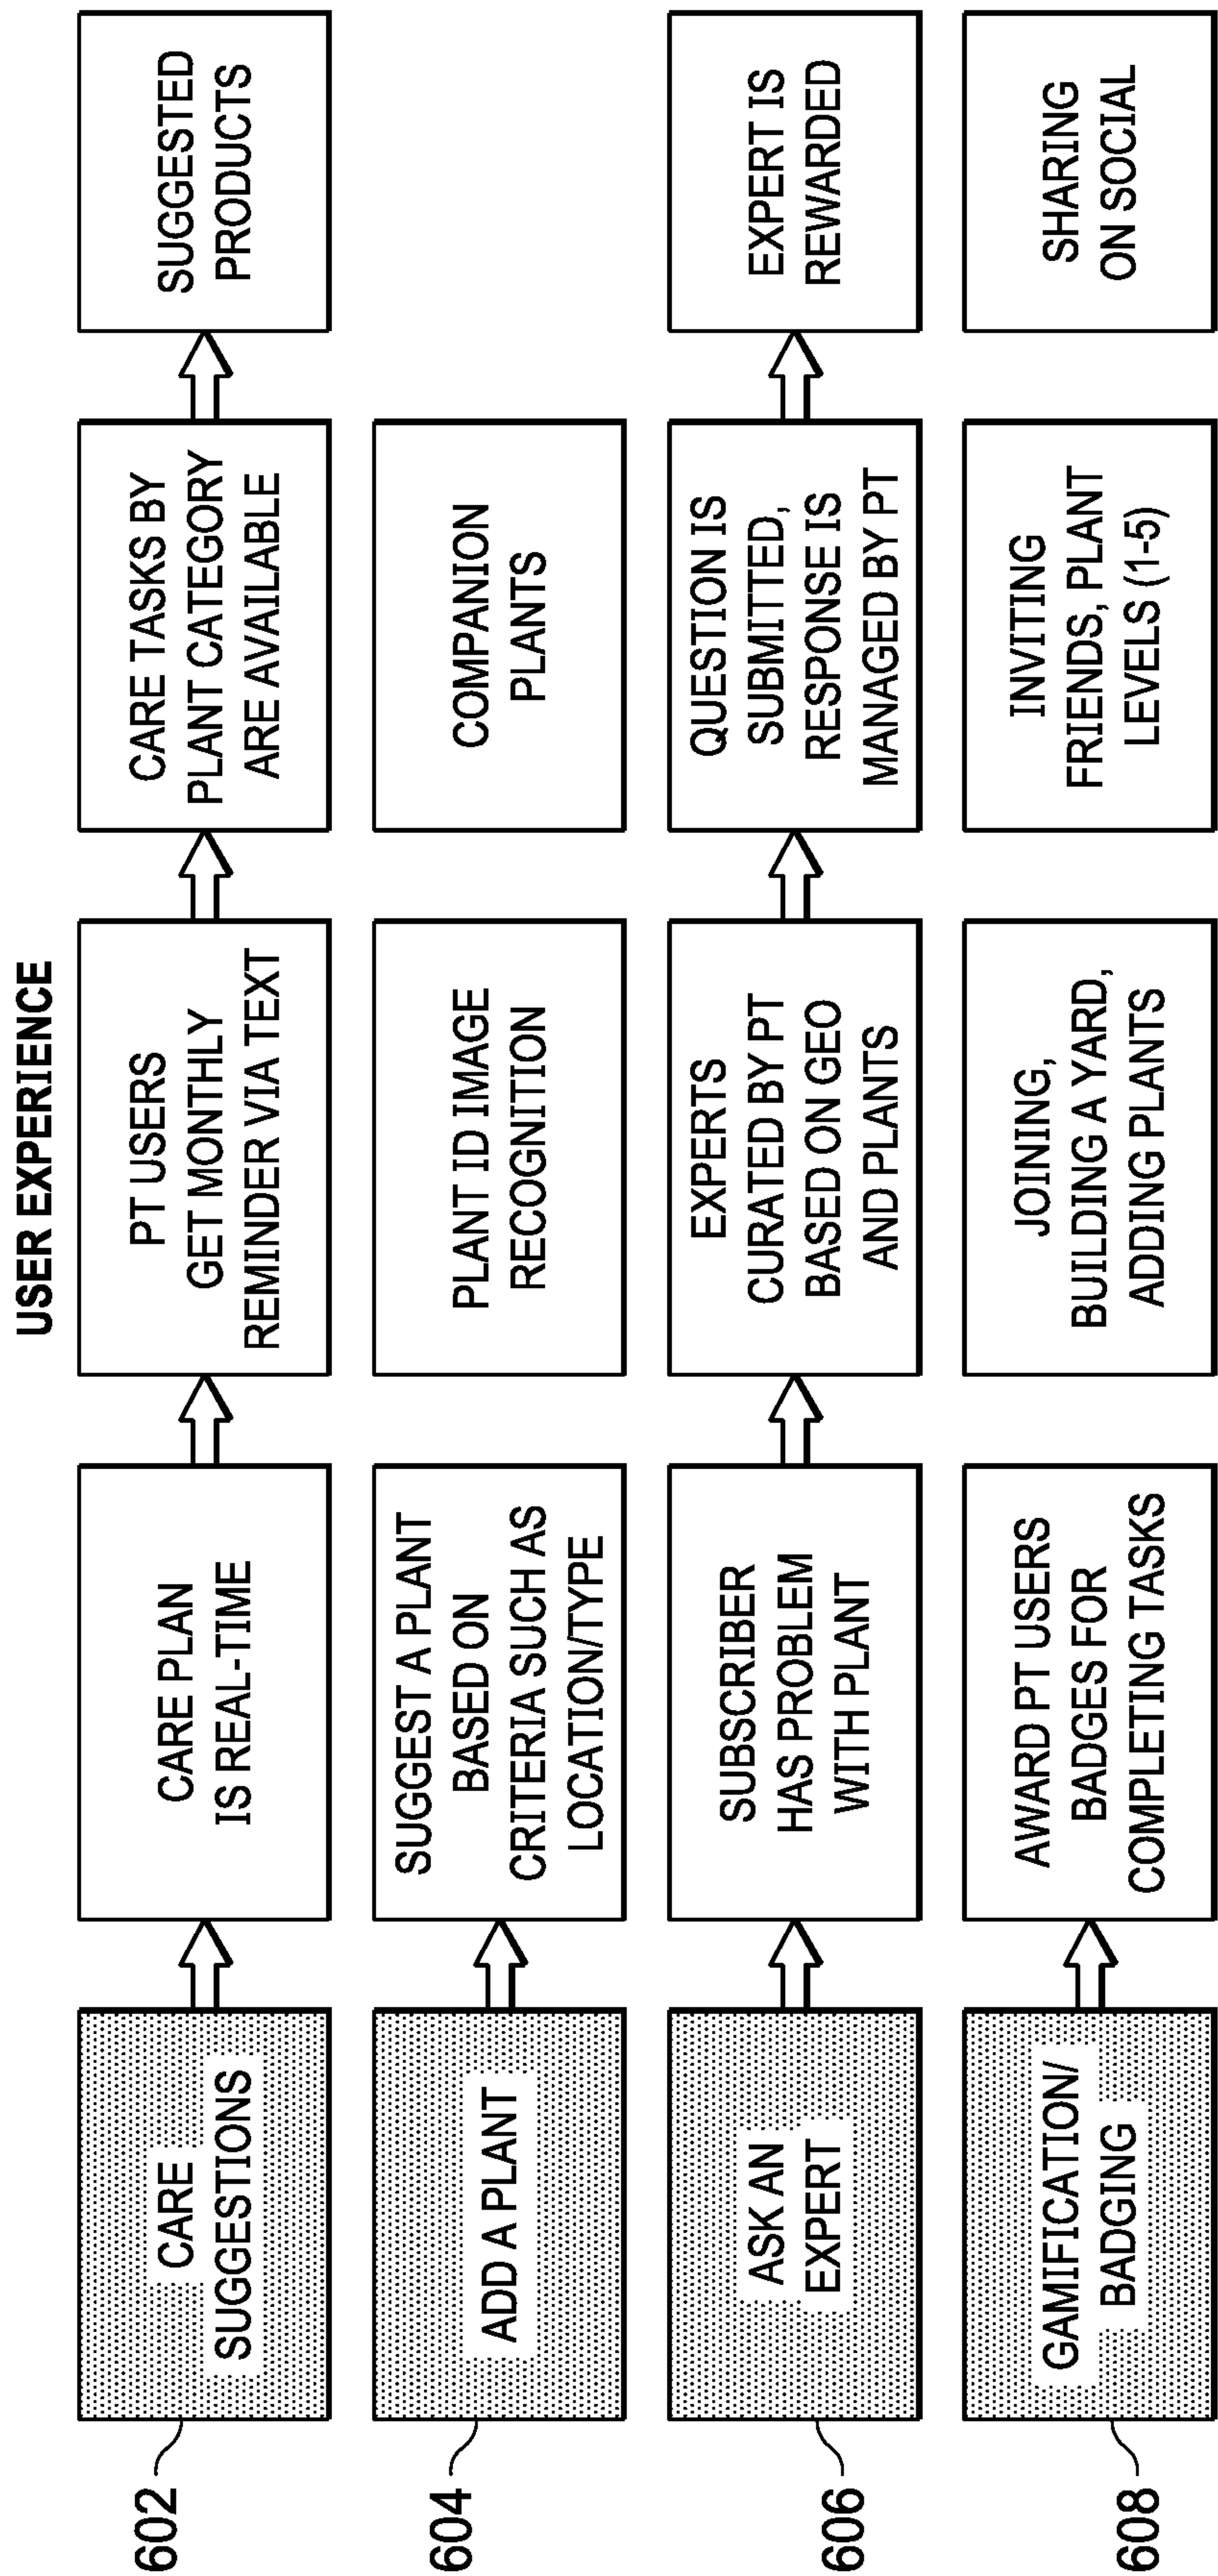 USER EXPERIENCE
602
CARE
SUGGESTIONS
CARE PLAN
IS REAL-TIME
PT USERS
GET MONTHLY
REMINDER VIA TEXT
CARE TASKS BY
PLANT CATEGORY
ARE AVAILABLE
SUGGESTED
PRODUCTS
604
ADD A PLANT
SUGGEST A PLANT
BASED ON
CRITERIA SUCH AS
LOCATION/TYPE
PLANT ID IMAGE
RECOGNITION
COMPANION
PLANTS
606
ASK AN
EXPERT
SUBSCRIBER
HAS PROBLEM
WITH PLANT
EXPERTS
CURATED BY PT
BASED ON GEO
AND PLANTS
QUESTION IS
SUBMITTED,
RESPONSE IS
MANAGED BY PT
EXPERT IS
REWARDED
608
GAMIFICATION/
BADGING
AWARD PT USERS
BADGES FOR
COMPLETING TASKS
JOINING,
BUILDING A YARD,
ADDING PLANTS
INVITING
FRIENDS, PLANT
LEVELS (1-5)
SHARING
ON SOCIAL